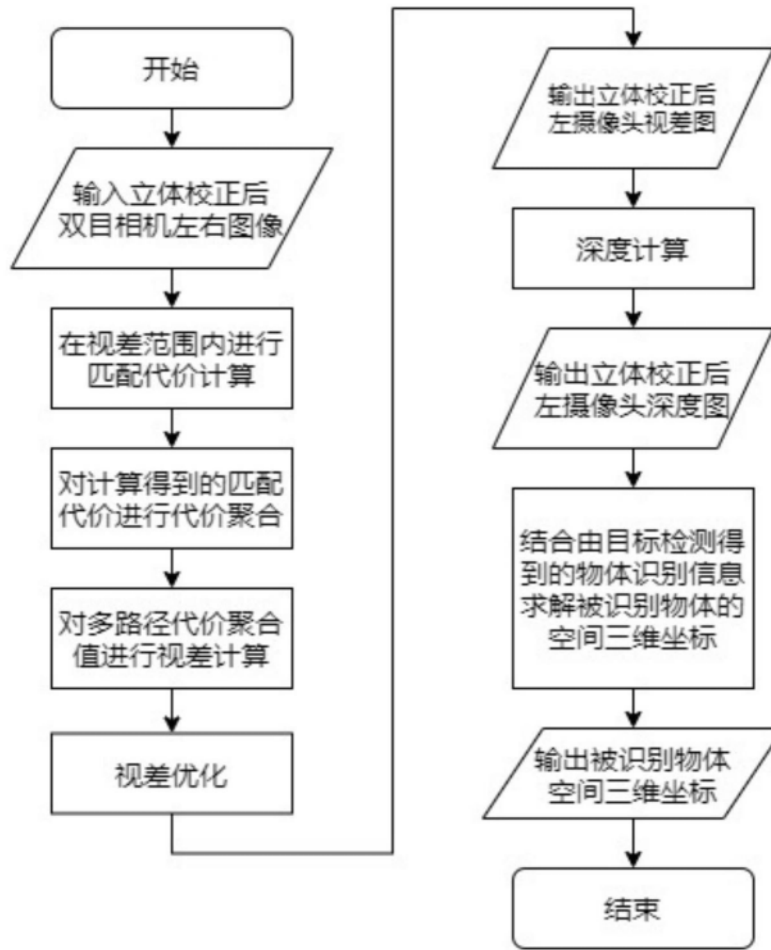 开始
输入立体校正后
双目相机左右图像
在视差范围内进行
匹配代价计算
对计算得到的匹配
代价进行代价聚合
对多路径代价聚合
值进行视差计算
视差优化
输出立体校正后
左摄像头视差图
深度计算
输出立体校正后
左摄像头深度图
结合由目标检测得
到的物体识别信息
求解被识别物体的
空间三维坐标
输出被识别物体
空间三维坐标
结束